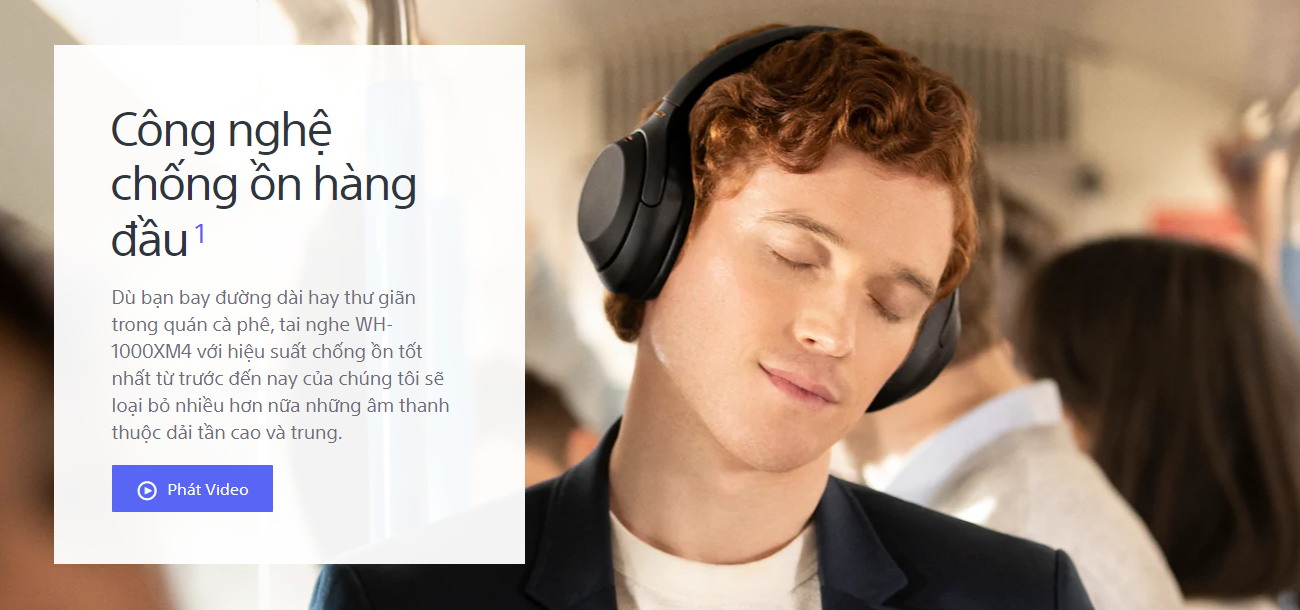 Công nghệ
chống ồn hàng
đầu¹
Dù bạn bay đường dài hay thư giãn
trong quán cà phê, tai nghe WH-
1000XM4 với hiệu suất chống ồn tốt
nhất từ trước đến nay của chúng tôi sẽ
loại bỏ nhiều hơn nữa những âm thanh
thuộc dải tần cao và trung.
Phát Video